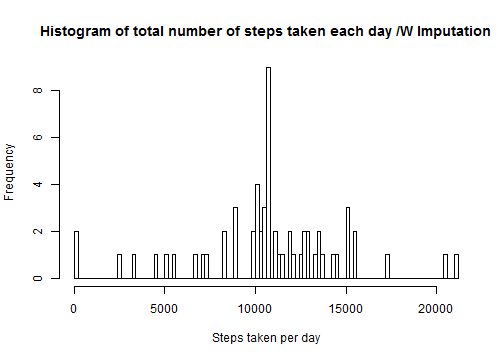 Histogram of total number of steps taken each day /W Imputation
Frequency
8
6
4
2
0
0 5000 10000 15000 20000
Steps taken per day